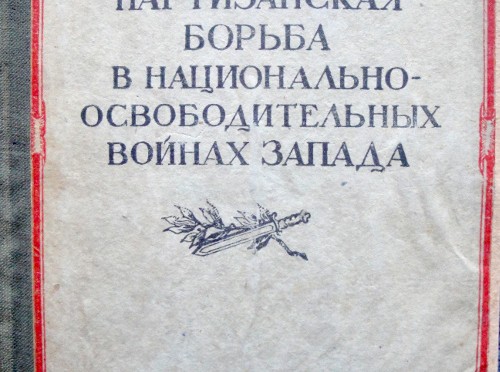 ПАРТИЗАНСКАЯ
БОРЬБА
В НАЦИОНАЛЬНО-
ОСВОБОДИТЕЛЬНЫХ
ВОЙНАХ ЗАПАДА